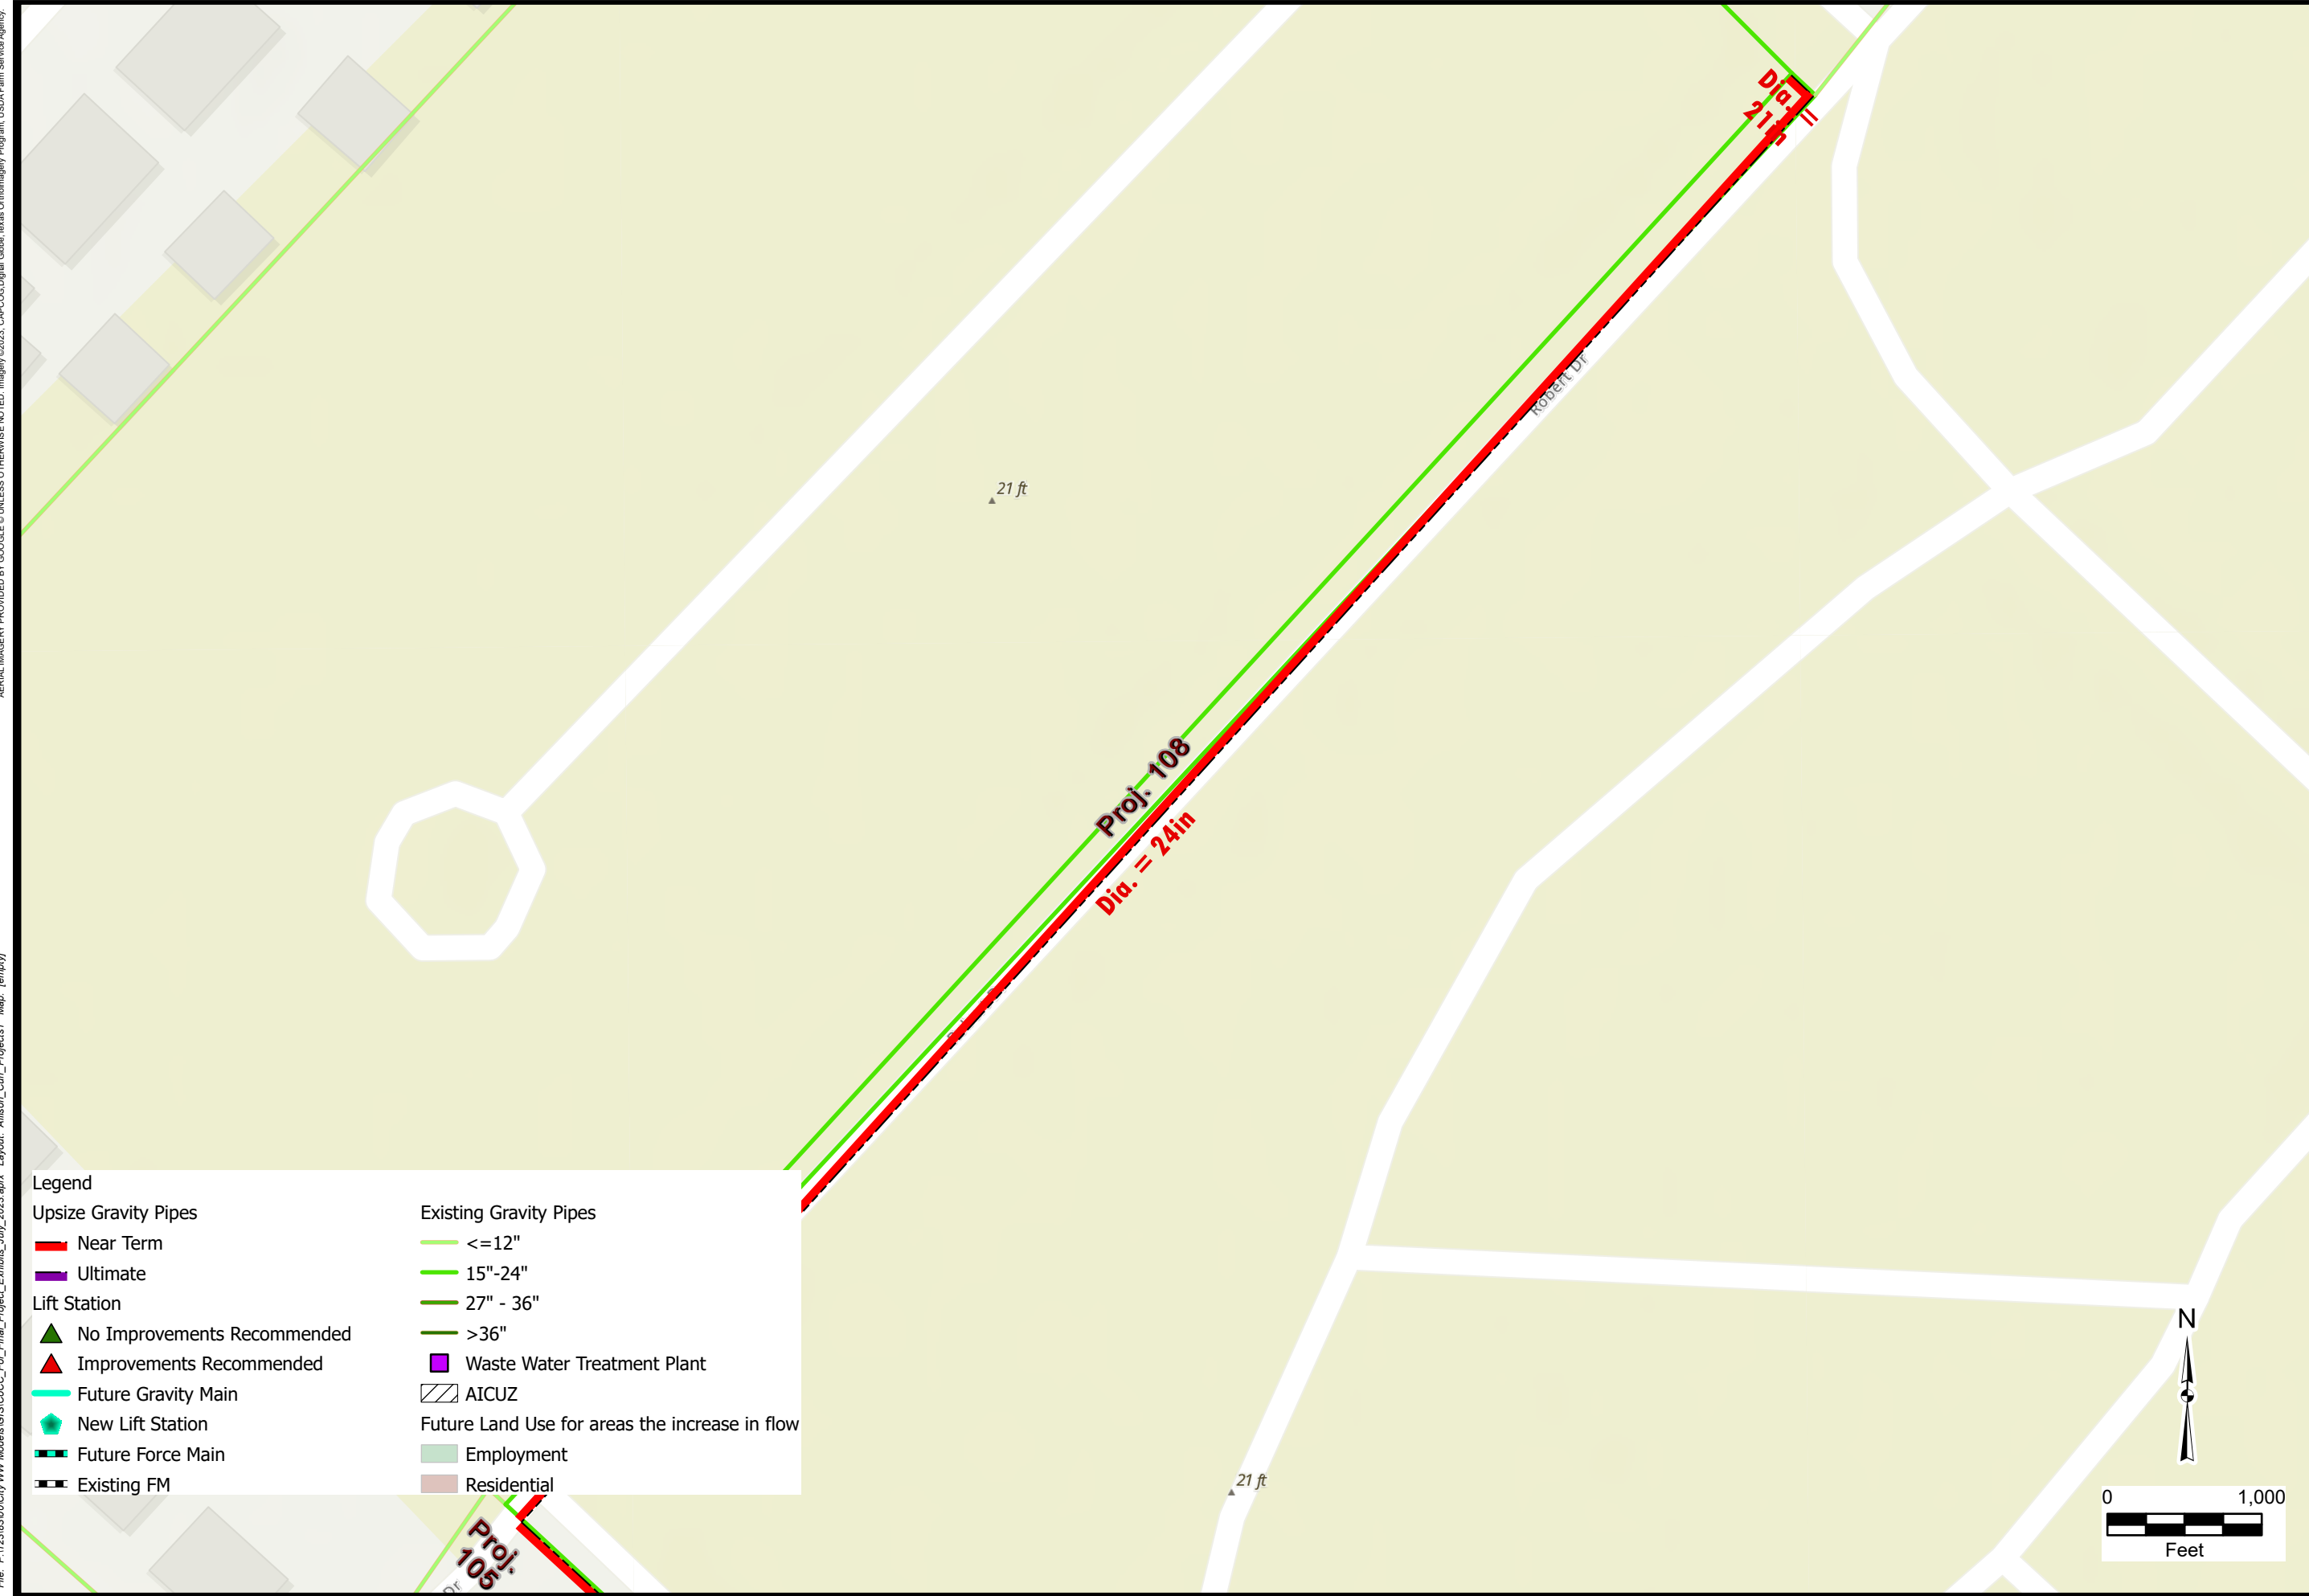 Dia. =
21in
Robert Dr
21 ft
Proj. 108
Dia. = 24in
Legend
Upsize Gravity Pipes
Near Term
Ultimate
Lift Station
No Improvements Recommended
Improvements Recommended
Future Gravity Main
New Lift Station
Future Force Main
Existing FM
Existing Gravity Pipes
<=12"
15"-24"
27" - 36"
>36"
Waste Water Treatment Plant
AICUZ
Future Land Use for areas the increase in flow
Employment
Residential
21 ft
Proj.
105
Dr
N
0 1,000
Feet